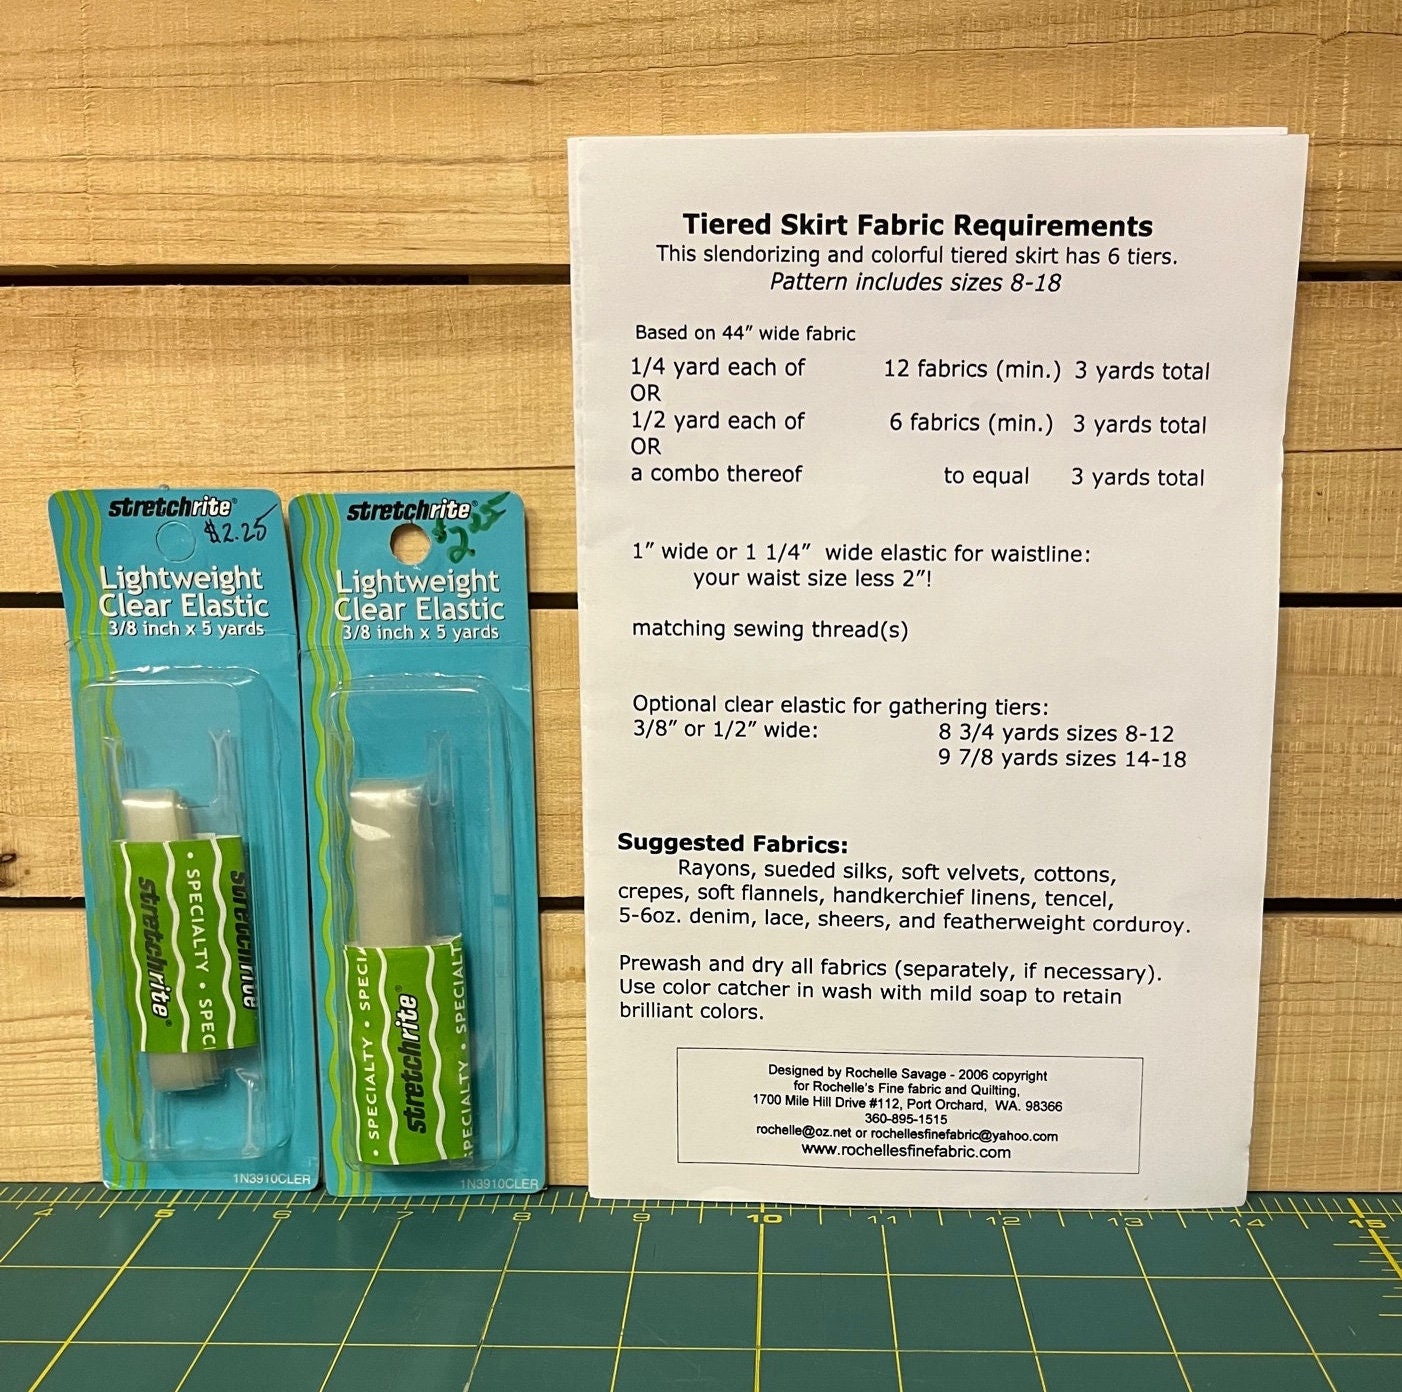 stretchrite®
$2.25
Lightweight
Clear Elastic
3/8 inch x 5 yards
stretchrite®
• SPECIALTY • SPECI
stretchrite
1N3910CLER
stretchrite®
Lightweight
Clear Elastic
3/8 inch x 5 yards
• SPECIALTY • SPECIA
stretchrite®
PECIALTY • SPECIALT
1N3910CLER
Tiered Skirt Fabric Requirements
This slendorizing and colorful tiered skirt has 6 tiers.
Pattern includes sizes 8-18
Based on 44” wide fabric
1/4 yard each of 12 fabrics (min.) 3 yards total
OR
1/2 yard each of 6 fabrics (min.) 3 yards total
OR
a combo thereof to equal 3 yards total
1” wide or 1 1/4” wide elastic for waistline:
your waist size less 2”!
matching sewing thread(s)
Optional clear elastic for gathering tiers:
3/8” or 1/2” wide: 8 3/4 yards sizes 8-12
9 7/8 yards sizes 14-18
Suggested Fabrics:
Rayons, sueded silks, soft velvets, cottons,
crepes, soft flannels, handkerchief linens, tencel,
5-6oz. denim, lace, sheers, and featherweight corduroy.
Prewash and dry all fabrics (separately, if necessary).
Use color catcher in wash with mild soap to retain
brilliant colors.
Designed by Rochelle Savage - 2006 copyright
for Rochelle's Fine fabric and Quilting,
1700 Mile Hill Drive #112, Port Orchard, WA. 98366
360-895-1515
rochelle@oz.net or rochellesfinefabric@yahoo.com
www.rochellesfinefabric.com
4 5 6 7 8 9 10 11 12 13 14 15